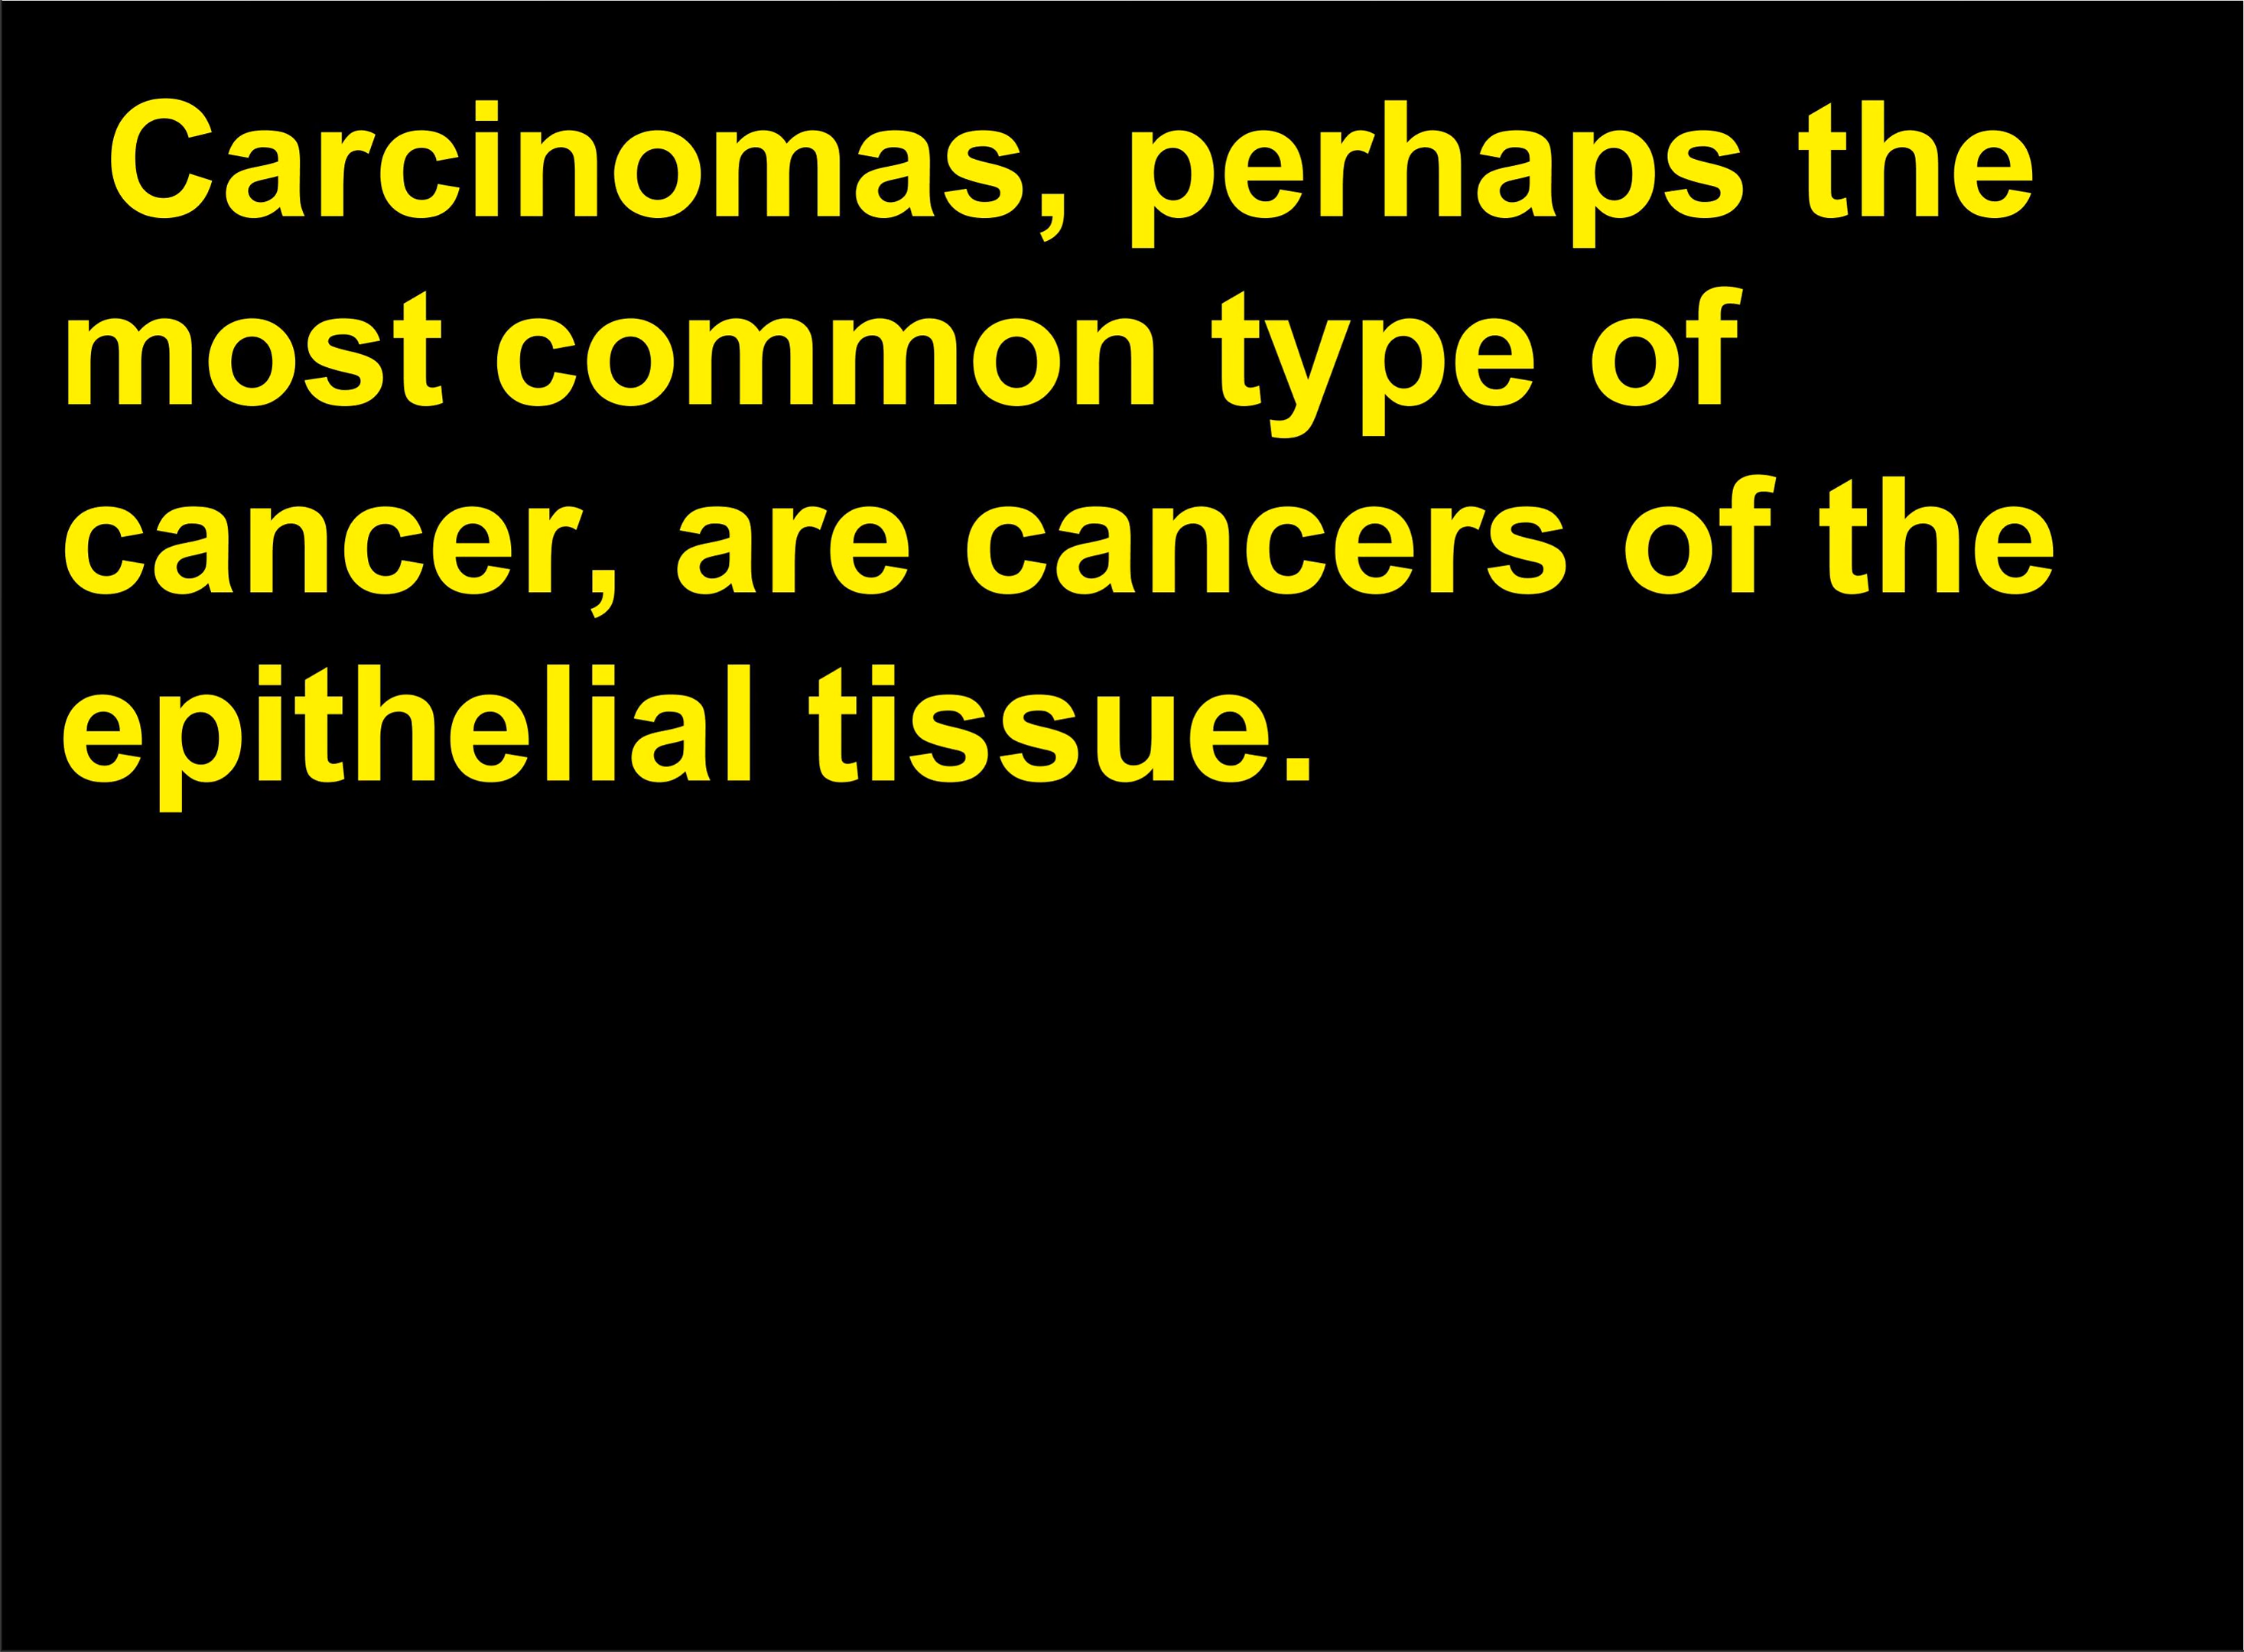 Carcinomas, perhaps the
most common type of
cancer, are cancers of the
epithelial tissue.